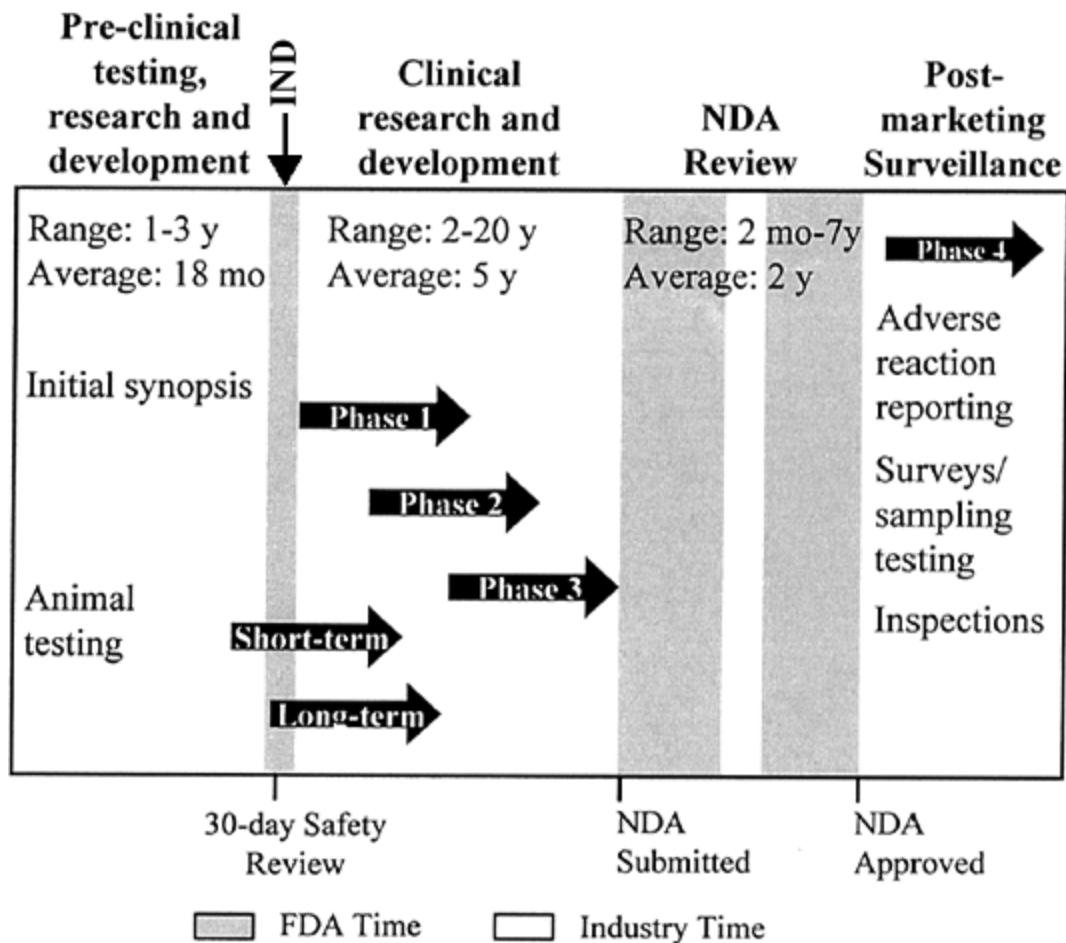 Pre-clinical
testing,
research and
development
IND
Clinical
research and
development
NDA
Review
Post-
marketing
Surveillance
Range: 1-3 y
Average: 18 mo
Range: 2-20 y
Average: 5 y
Range: 2 mo-7y
Average: 2 y
Phase 4
Initial synopsis
Phase 1
Phase 2
Phase 3
Animal
testing
Short-term
Long-term
Adverse
reaction
reporting
Surveys/
sampling
testing
Inspections
30-day Safety
Review
NDA
Submitted
NDA
Approved
FDA Time
Industry Time